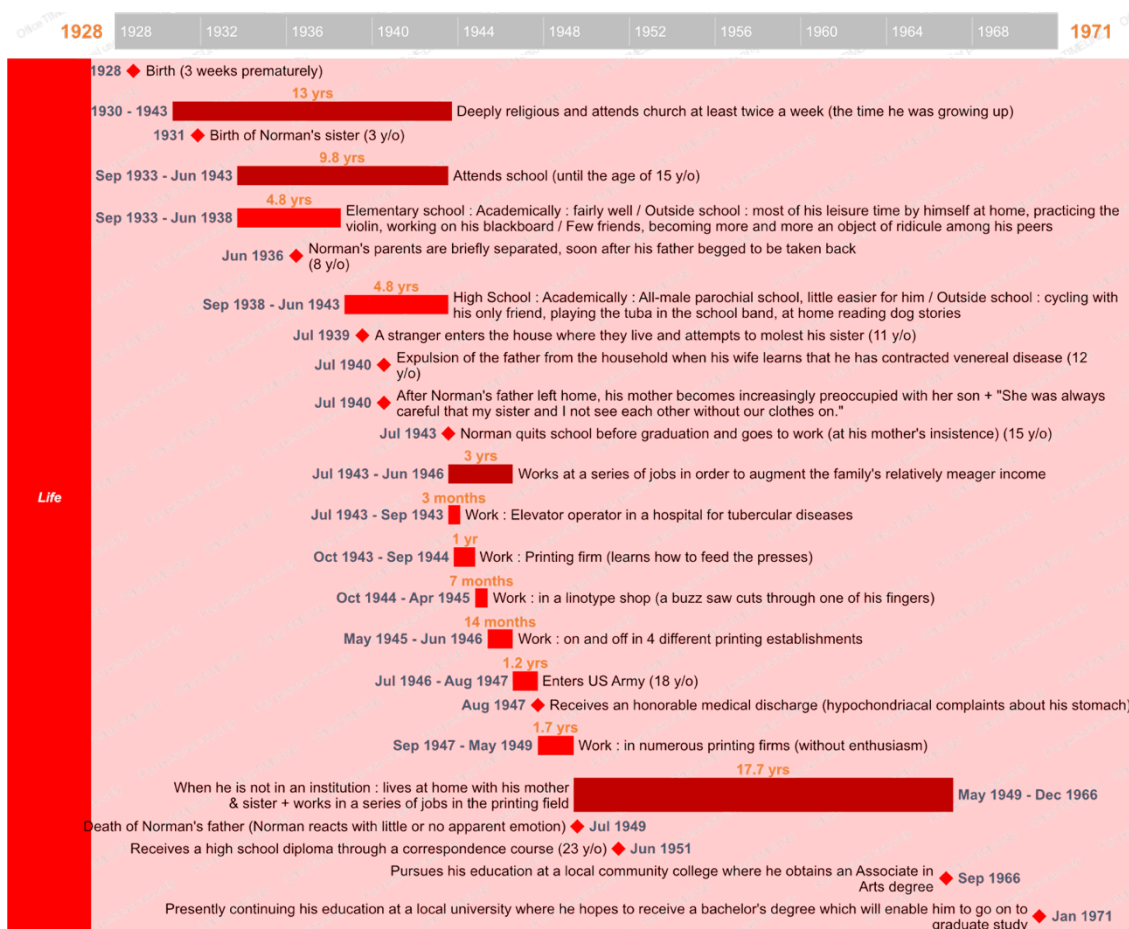 1928 1928 1932 1936 1940 1944 1948 1956 1960 1964 1968 1971
1928 Birth (3 weeks prematurely)
13 yrs
1930 - 1943 Deeply religious and attends church at least twice a week (the time he was growing up)
1931 Birth of Norman's sister (3 y/o)
9.8 yrs
Sep 1933 - Jun 1943 Attends school (until the age of 15 y/o)
4.8 yrs
Elementary school : Academically : fairly well / Outside school : most of his leisure time by himself at home, practicing the
Sep 1933 - Jun 1938
violin, working on his blackboard / Few friends, becoming more and more an object of ridicule among his peers
Jun 1936 Norman's parents are briefly separated, soon after his father begged to be taken back
(8 y/o)
4.8 yrs
High School : Academically : All-male parochial school, little easier for him / Outside school : cycling with
Sep 1938 - Jun 1943
his only friend, playing the tuba in the school band, at home reading dog stories
Jul 1939 A stranger enters the house where they live and attempts to molest his sister (11 y/o)
Expulsion of the father from the household when his wife learns that he has contracted venereal disease (12
Jul 1940
y/o)
After Norman's father left home, his mother becomes increasingly preoccupied with her son + "She was always
Jul 1940
careful that my sister and I not see each other without our clothes on."
Jul 1943 Norman quits school before graduation and goes to work (at his mother's insistence) (15 y/o)
3 yrs
Jul 1943 - Jun 1946 Works at a series of jobs in order to augment the family's relatively meager income
Life
3 months
Jul 1943 - Sep 1943 Work : Elevator operator in a hospital for tubercular diseases
1 yr
Oct 1943 - Sep 1944 Work : Printing firm (learns how to feed the presses)
7 months
Oct 1944 - Apr 1945 Work : in a linotype shop (a buzz saw cuts through one of his fingers)
14 months
May 1945 - Jun 1946 Work : on and off in 4 different printing establishments
1.2 yrs
Jul 1946 - Aug 1947 Enters US Army (18 y/o)
Aug 1947 Receives an honorable medical discharge (hypochondriacal complaints about his stomach)
1.7 yrs
Sep 1947 - May 1949 Work : in numerous printing firms (without enthusiasm)
17.7 yrs
When he is not in an institution : lives at home with his mother
& sister + works in a series of jobs in the printing field
May 1949 - Dec 1966
Death of Norman's father (Norman reacts with little or no apparent emotion) Jul 1949
Receives a high school diploma through a correspondence course (23 y/o) Jun 1951
Pursues his education at a local community college where he obtains an Associate in
Arts degree
Sep 1966
Presently continuing his education at a local university where he hopes to receive a bachelor's degree which will enable him to go on to
graduate study
Jan 1971